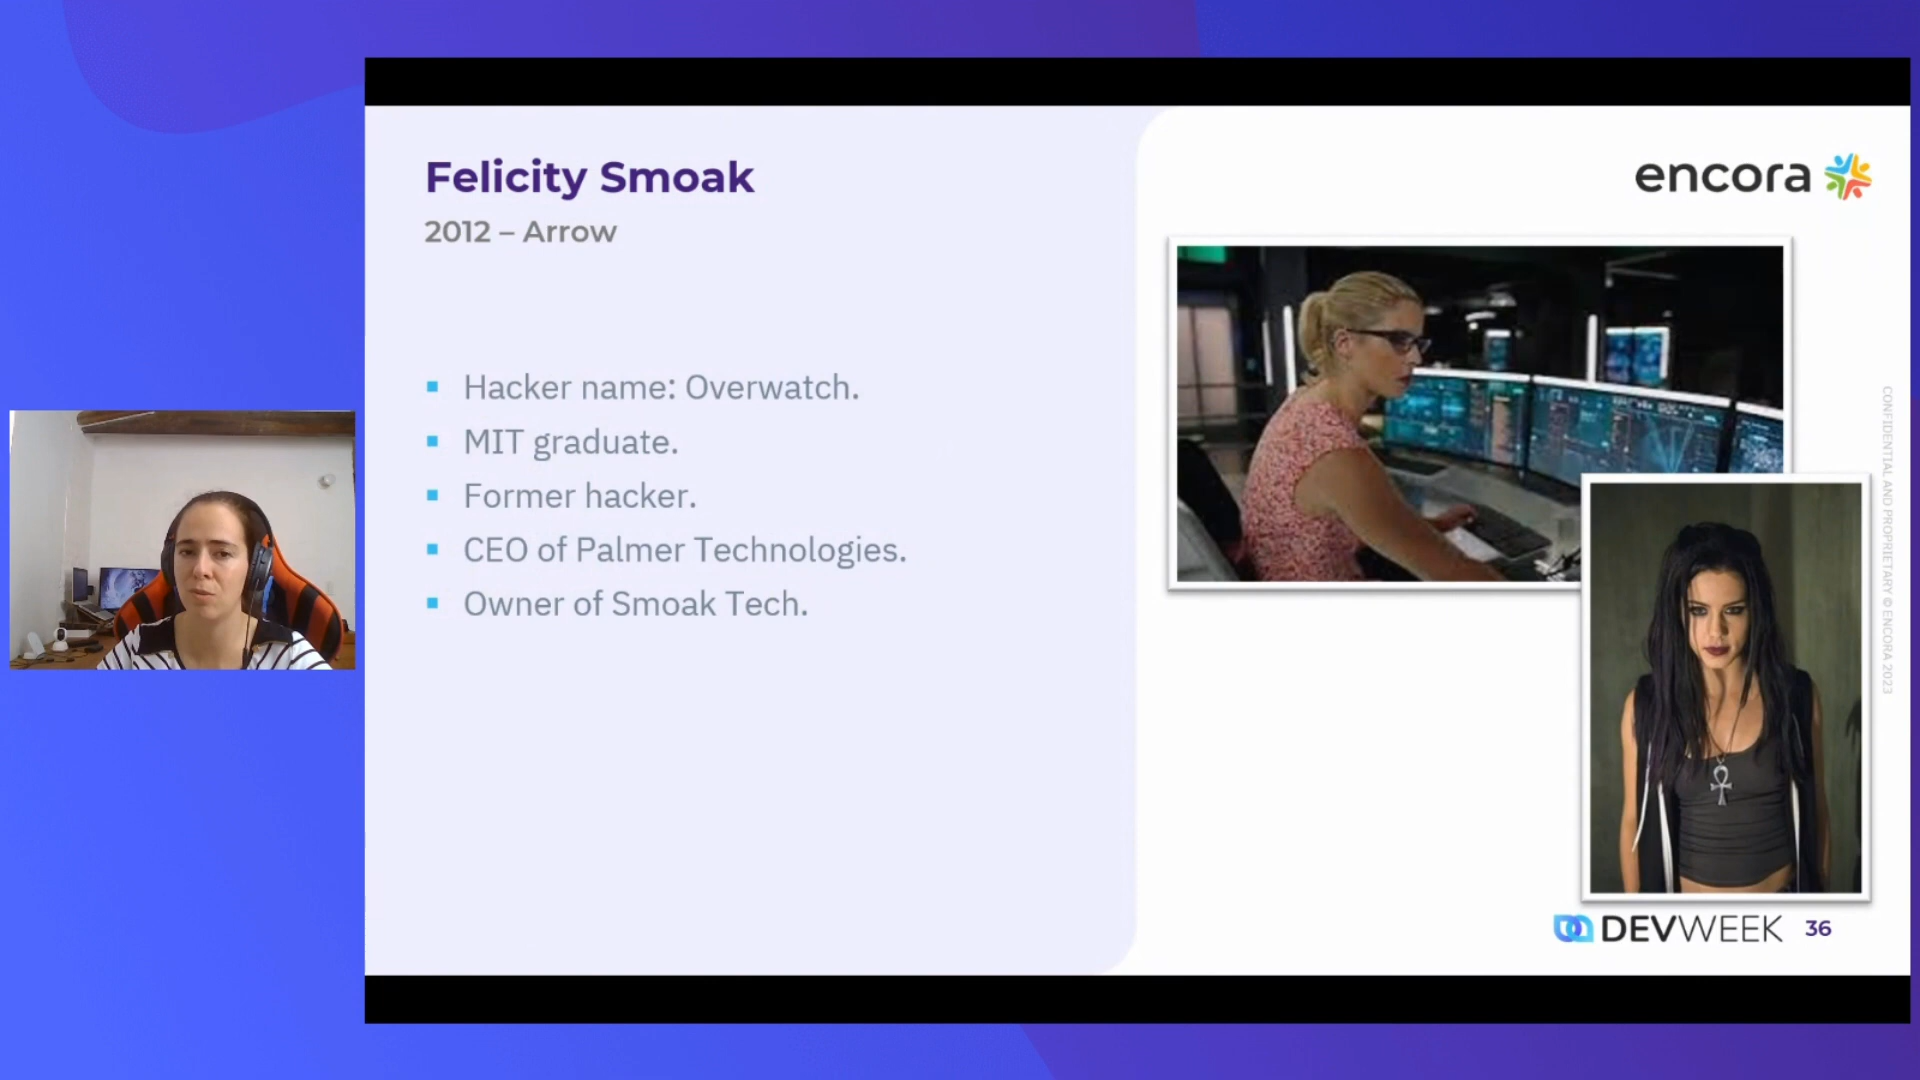 Felicity Smoak
2012 – Arrow
▪ Hacker name: Overwatch.
▪ MIT graduate.
▪ Former hacker.
▪ CEO of Palmer Technologies.
▪ Owner of Smoak Tech.
encora
CONFIDENTIAL AND PROPRIETARY © ENCORA 2023
DEVWEEK 36